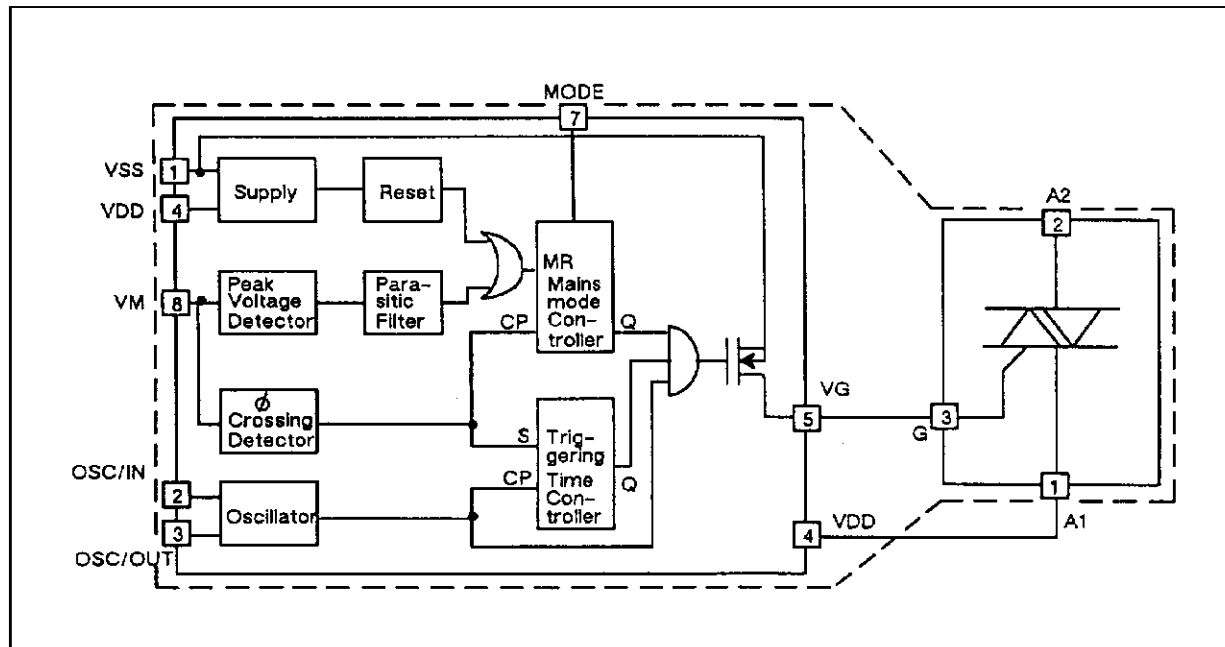 MODE
7
VSS
1
Supply
Reset
VDD
4
A2
2
MR
Mains
mode
Con-
troller
VM
8
Peak
Voltage
Detector
Para-
sitic
Filter
CP
Q
VG
5
3
G
ϕ
Crossing
Detector
S
Trig-
gering
Time
Con-
troller
CP
Q
OSC/IN
2
Oscillator
3
OSC/OUT
4
VDD
1
A1